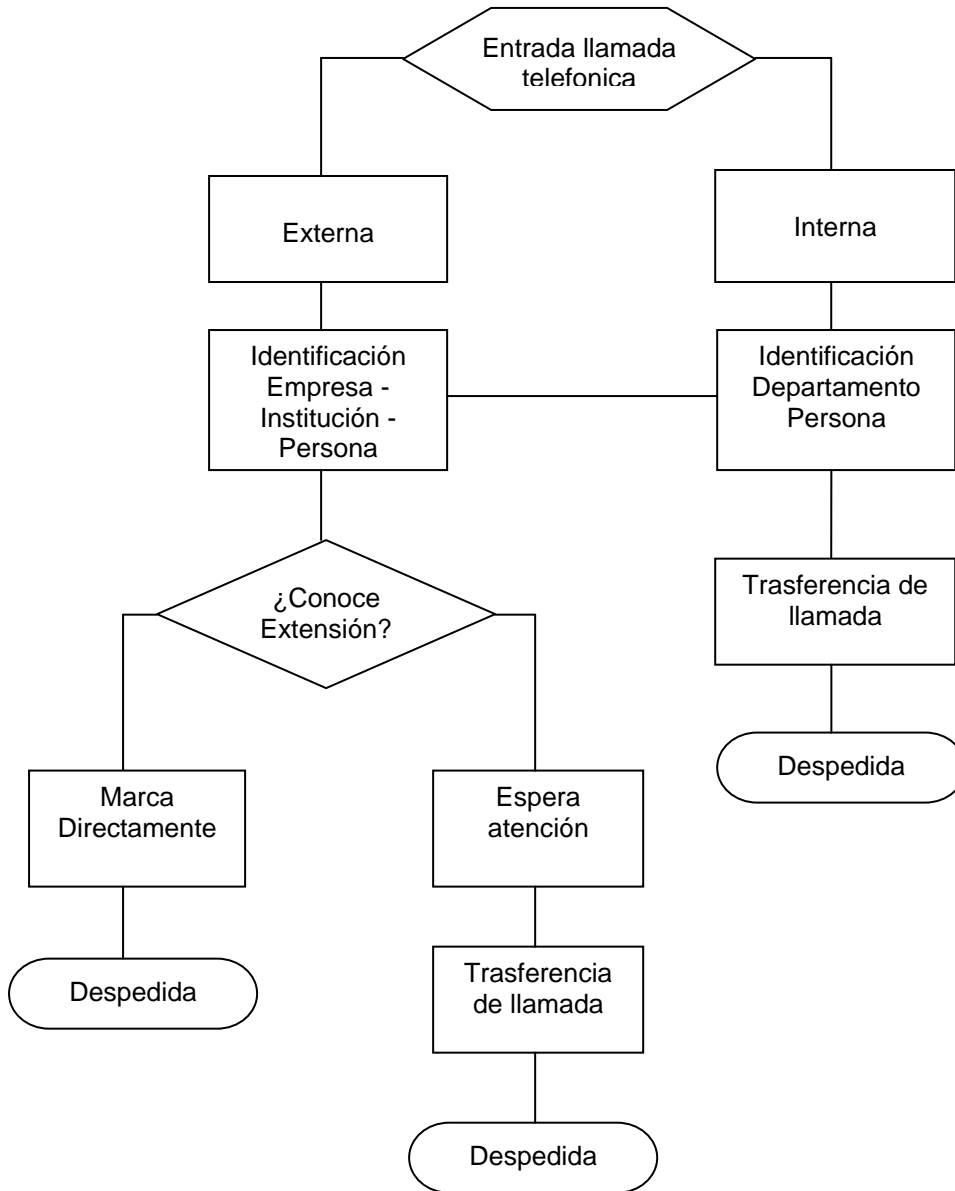 Entrada llamada
telefonica
Externa
Interna
Identificación
Empresa -
Institución -
Persona
Identificación
Departamento
Persona
¿Conoce
Extensión?
Trasferencia de
llamada
Despedida
Marca
Directamente
Espera
atención
Despedida
Trasferencia
de llamada
Despedida